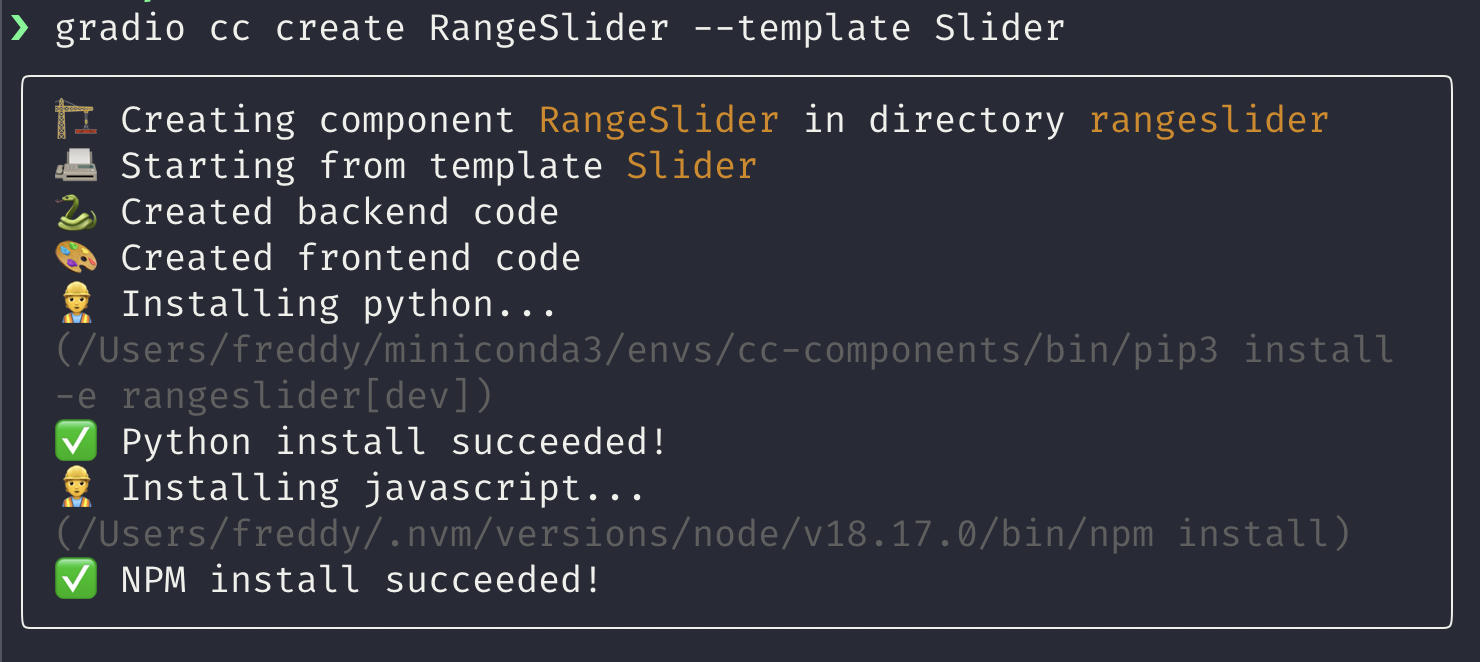 ❯ gradio cc create RangeSlider --template Slider
🏗️ Creating component RangeSlider in directory rangeslider
🖨️ Starting from template Slider
🐍 Created backend code
🎨 Created frontend code
👷 Installing python...
(/Users/freddy/miniconda3/envs/cc-components/bin/pip3 install
-e rangeslider[dev])
✅ Python install succeeded!
👷 Installing javascript...
(/Users/freddy/.nvm/versions/node/v18.17.0/bin/npm install)
✅ NPM install succeeded!